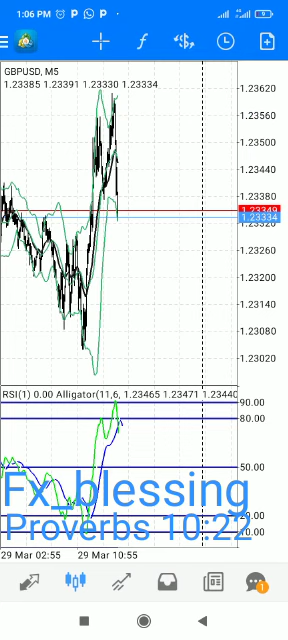 1:06 PM
GBPUSD, M5
1.23385 1.23391 1.23330 1.23334
1.23620
1.23560
1.23500
1.23440
1.23380
1.23349
1.23334
1.23260
1.23200
1.23140
1.23080
1.23020
RSI(1) 0.00 Alligator(11,6, 1.23465 1.23471 1.23440
90.00
80.00
50.00
Fx_blessing
20.00
Proverbs 10:22
10.00
29 Mar 02:55 29 Mar 10:55
1